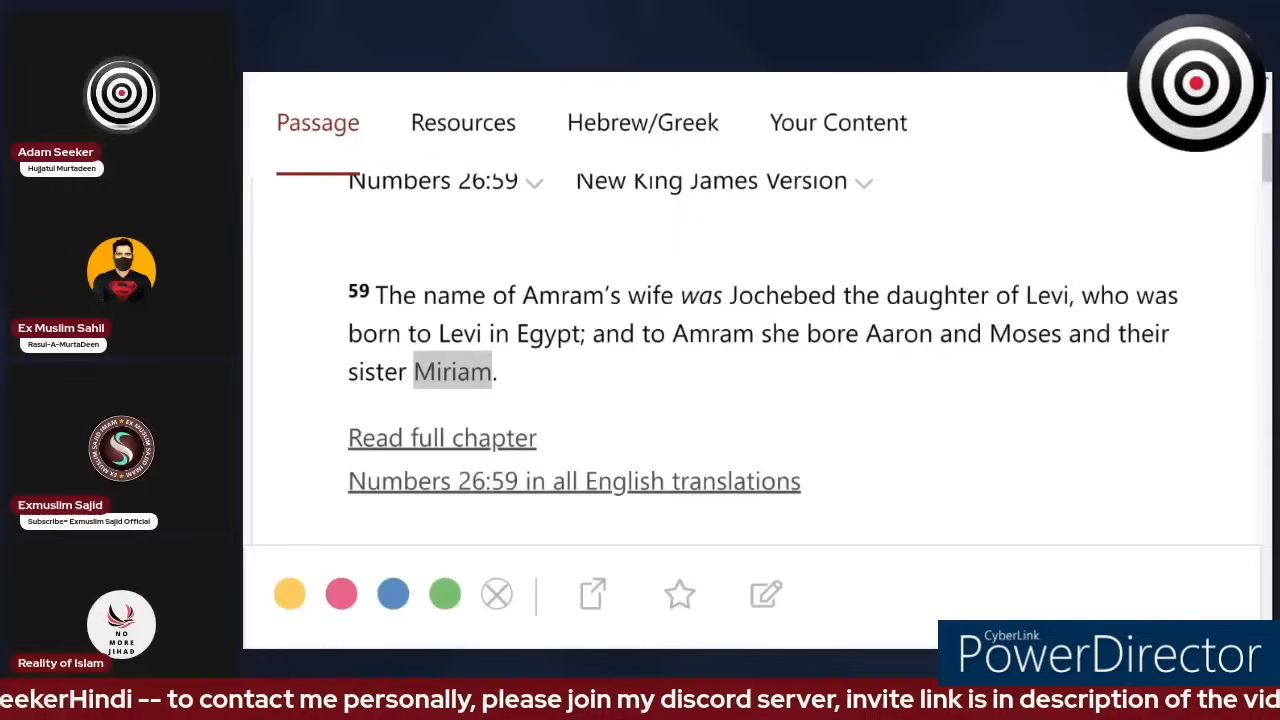 Adam Seeker
Hujjatul Murtadeen
Ex Muslim Sahil
Rasul-A-MurtaDeen
EX MUSLIM SAJID IMAM
Exmuslim Sajid
Subscribe= Exmuslim Sajid Official
NO
MORE
JIHAD
Reality of Islam
Passage Resources Hebrew/Greek Your Content
Numbers 26:59 New King James Version
59 The name of Amram’s wife was Jochebed the daughter of Levi, who was
born to Levi in Egypt; and to Amram she bore Aaron and Moses and their
sister Miriam.
Read full chapter
Numbers 26:59 in all English translations
CyberLink
PowerDirector
eekerHindi -- to contact me personally, please join my discord server, invite link is in description of the vid